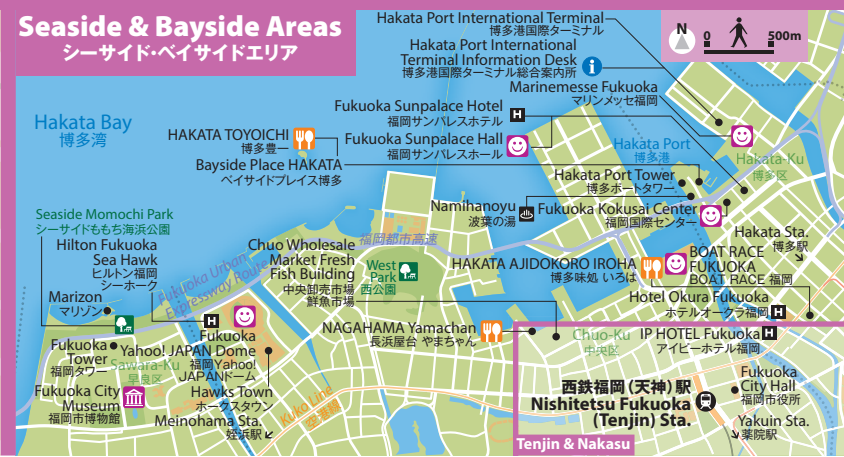 Seaside & Bayside Areas
シーサイド・ベイサイドエリア
Hakata Port International Terminal
博多港国際ターミナル
Hakata Port International
Terminal Information Desk
博多港国際ターミナル総合案内所
N
0
500m
Marinemesse Fukuoka
マリンメッセ福岡
Fukuoka Sunpalace Hotel
福岡サンパレスホテル
H
Fukuoka Sunpalace Hall
福岡サンパレスホール
Hakata Bay
博多湾
HAKATA TOYOICHI
博多豊一
Bayside Place HAKATA
ベイサイドプレイス博多
Hakata Port
博多港
Hakata-Ku
博多区
Hakata Port Tower
博多ポートタワー
Namihanoyu
波葉の湯
Fukuoka Kokusai Center
福岡国際センター
Hakata Sta.
博多駅
Seaside Momochi Park
シーサイドももち海浜公園
Hilton Fukuoka
Sea Hawk
ヒルトン福岡
シーホーク
Marizon
マリゾン
Fukuoka Urban
Expressway Route
福岡都市高速
Chuo Wholesale
Market Fresh
Fish Building
中央卸売市場
鮮魚市場
West
Park
西公園
HAKATA AJIDOKORO IROHA
博多味処 いろは
BOAT RACE
FUKUOKA
BOAT RACE 福岡
Hotel Okura Fukuoka
ホテルオークラ福岡
H
H
NAGAHAMA Yamachan
長浜屋台 やまちゃん
Chuo-Ku
中央区
IP HOTEL Fukuoka
アイピーホテル福岡
H
Fukuoka
Tower
福岡タワー
Sawara-Ku
早良区
Fukuoka
Yahoo! JAPAN Dome
福岡Yahoo!
JAPANドーム
Hawks Town
ホークスタウン
Fukuoka City
Museum
福岡市博物館
Meinohama Sta.
姪浜駅
Kuko Line
空港線
西鉄福岡（天神）駅
Nishitetsu Fukuoka
(Tenjin) Sta.
Fukuoka
City Hall
福岡市役所
Yakuin Sta.
薬院駅
Tenjin & Nakasu